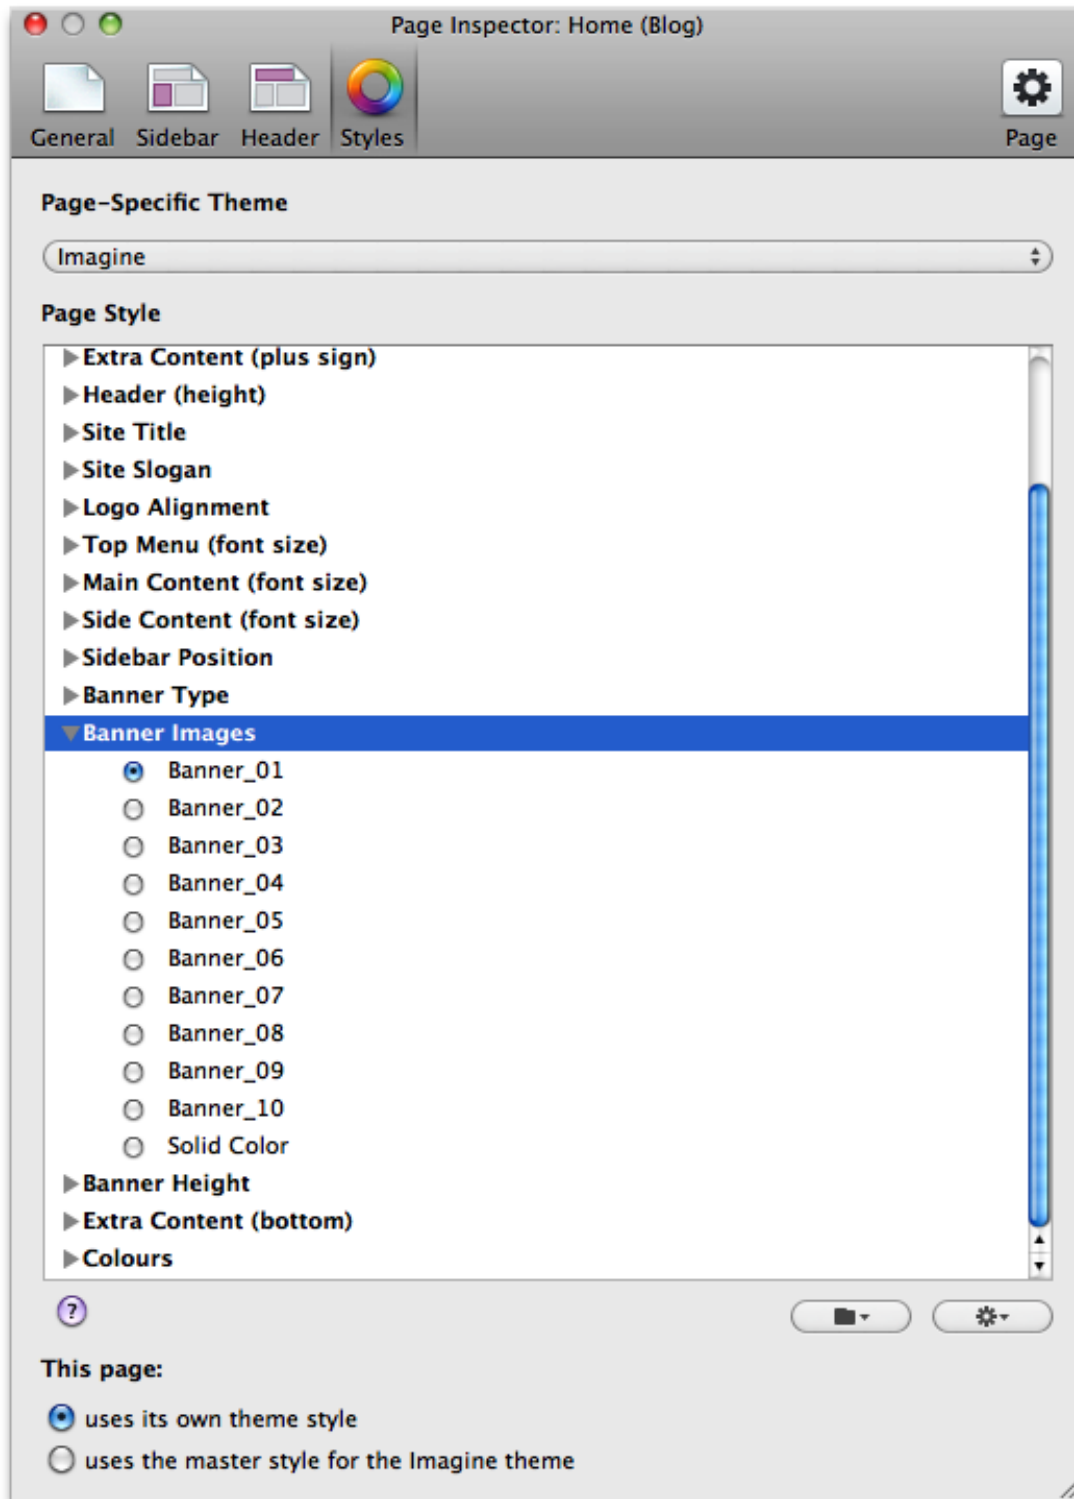 Page Inspector: Home (Blog)
General Sidebar Header Styles Page
Page-Specific Theme
Imagine
Page Style
Extra Content (plus sign)
Header (height)
Site Title
Site Slogan
Logo Alignment
Top Menu (font size)
Main Content (font size)
Side Content (font size)
Sidebar Position
Banner Type
Banner Images
Banner_01
Banner_02
Banner_03
Banner_04
Banner_05
Banner_06
Banner_07
Banner_08
Banner_09
Banner_10
Solid Color
Banner Height
Extra Content (bottom)
Colours
?
This page:
uses its own theme style
uses the master style for the Imagine theme